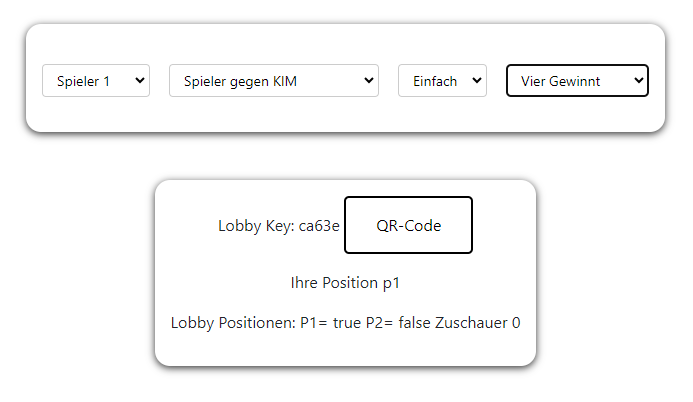 Spieler 1 Spieler gegen KIM Einfach Vier Gewinnt
Lobby Key: ca63e QR-Code
Ihre Position p1
Lobby Positionen: P1= true P2= false Zuschauer 0